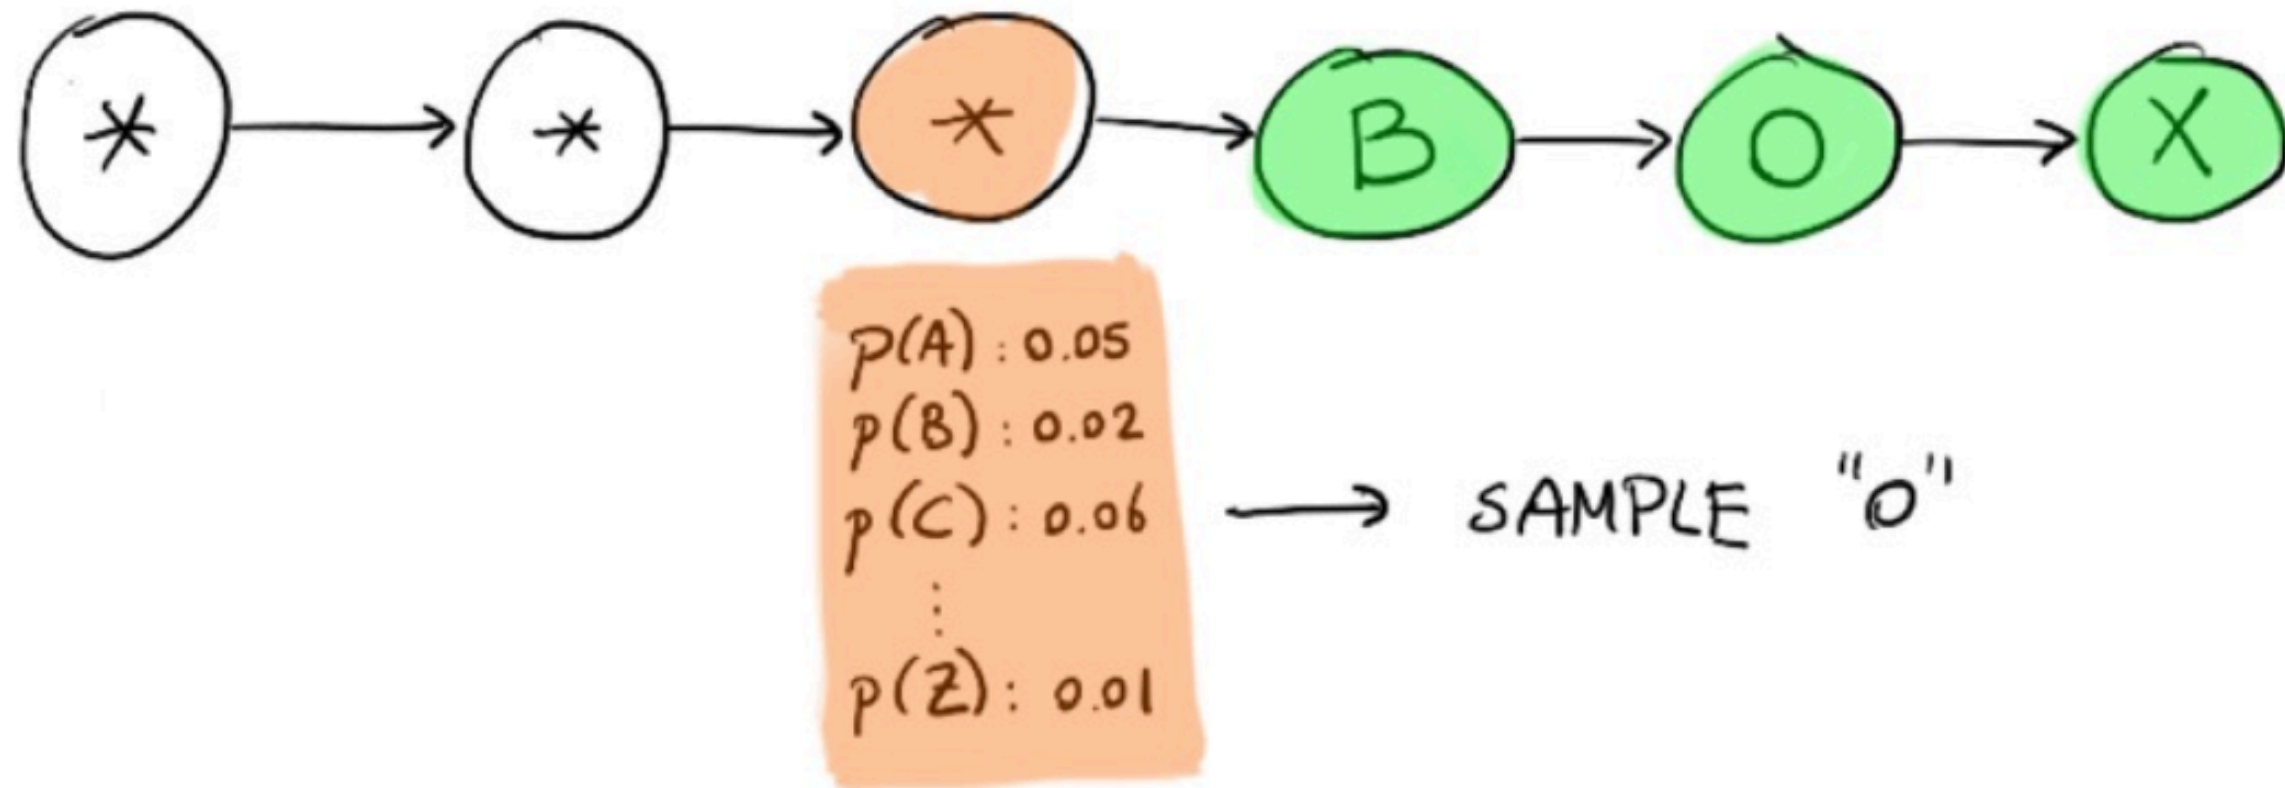 * * * B O X
p(A) : 0.05
p(B) : 0.02
p(C) : 0.06
⋮
p(Z) : 0.01
SAMPLE "O"